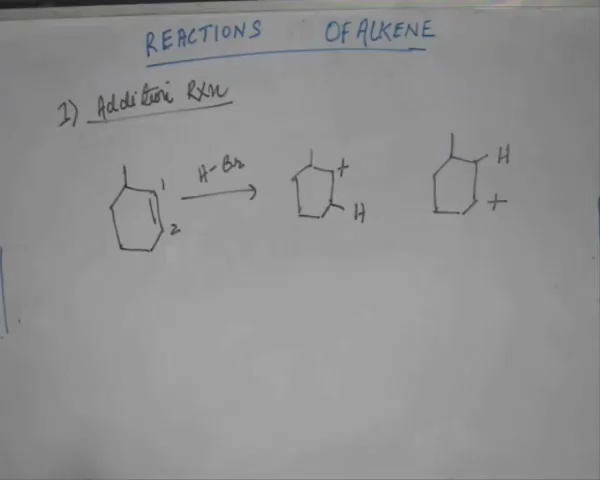 REACTIONS OF ALKENE
1) Addition Rxn
H-Br
1
2
+
H
H
+